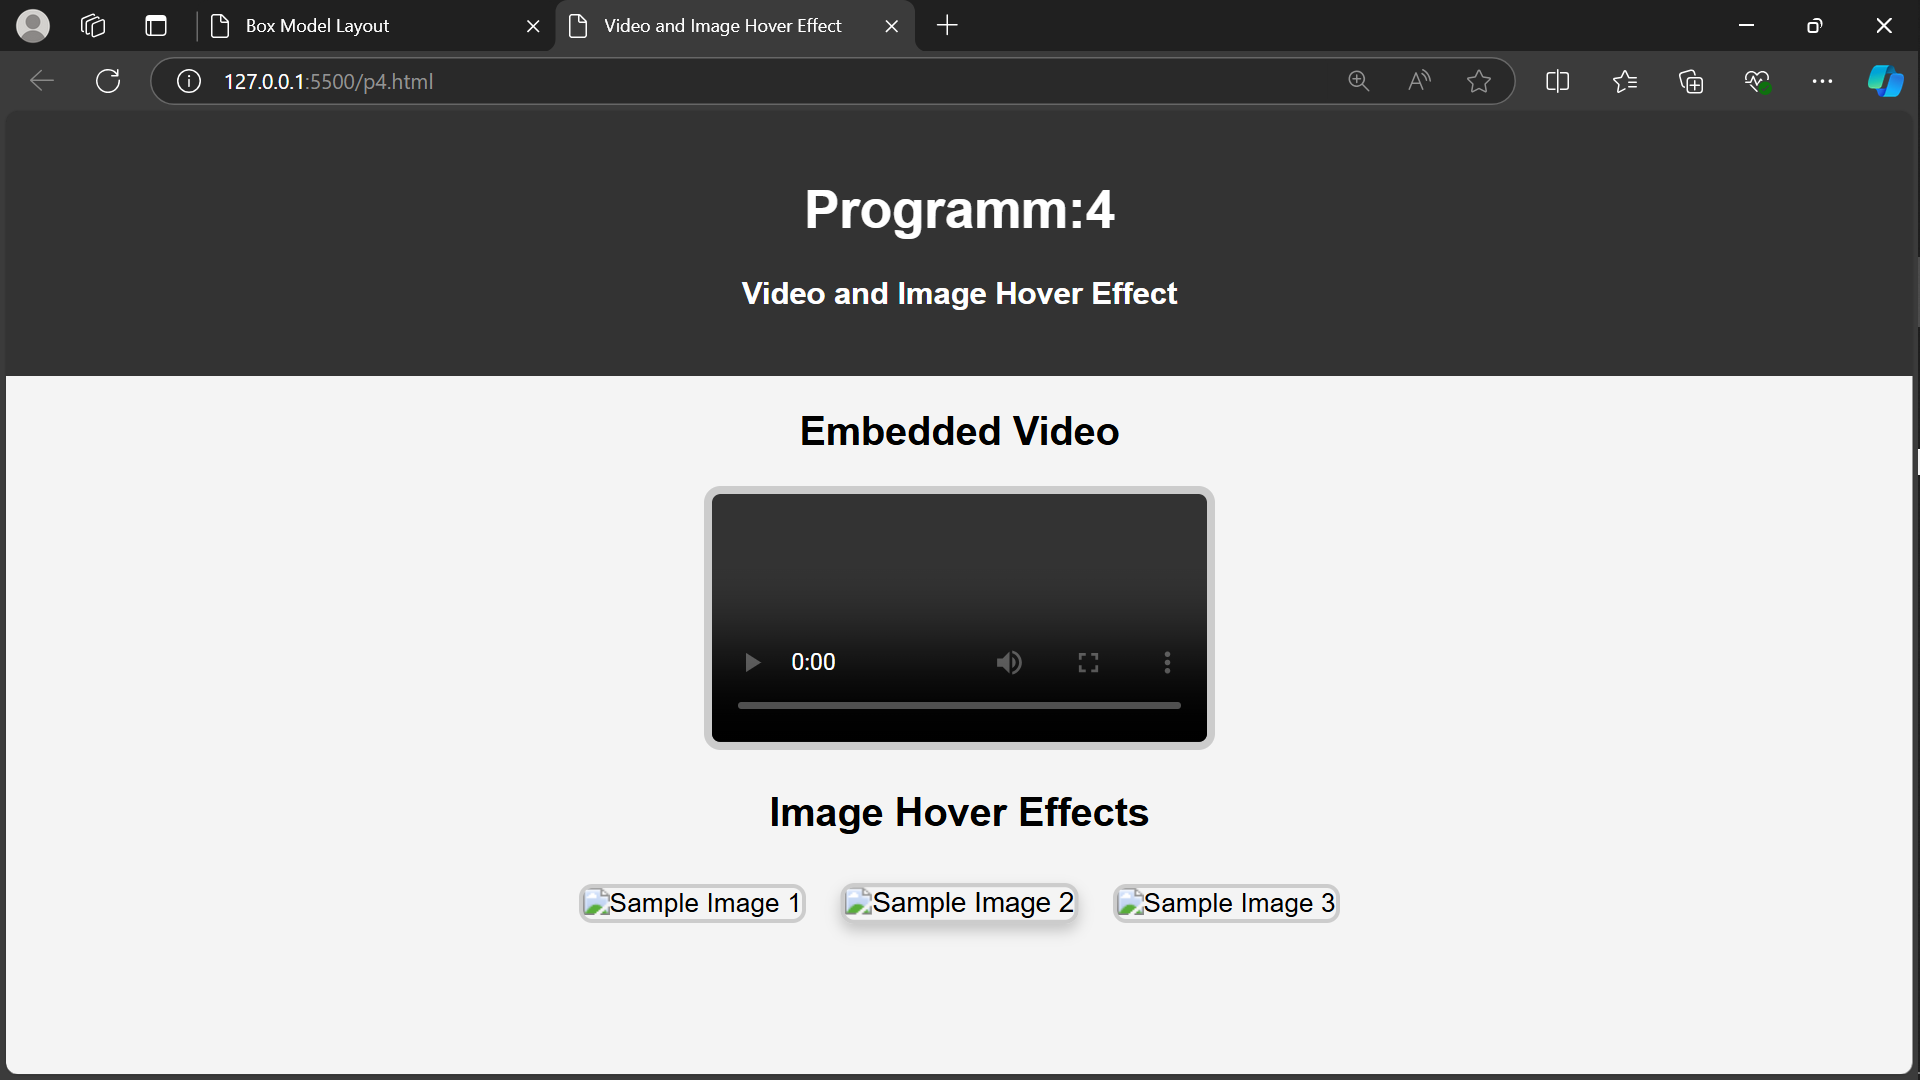 Box Model Layout
Video and Image Hover Effect
127.0.0.1:5500/p4.html
Programm:4
Video and Image Hover Effect
Embedded Video
0:00
Image Hover Effects
Sample Image 1
Sample Image 2
Sample Image 3